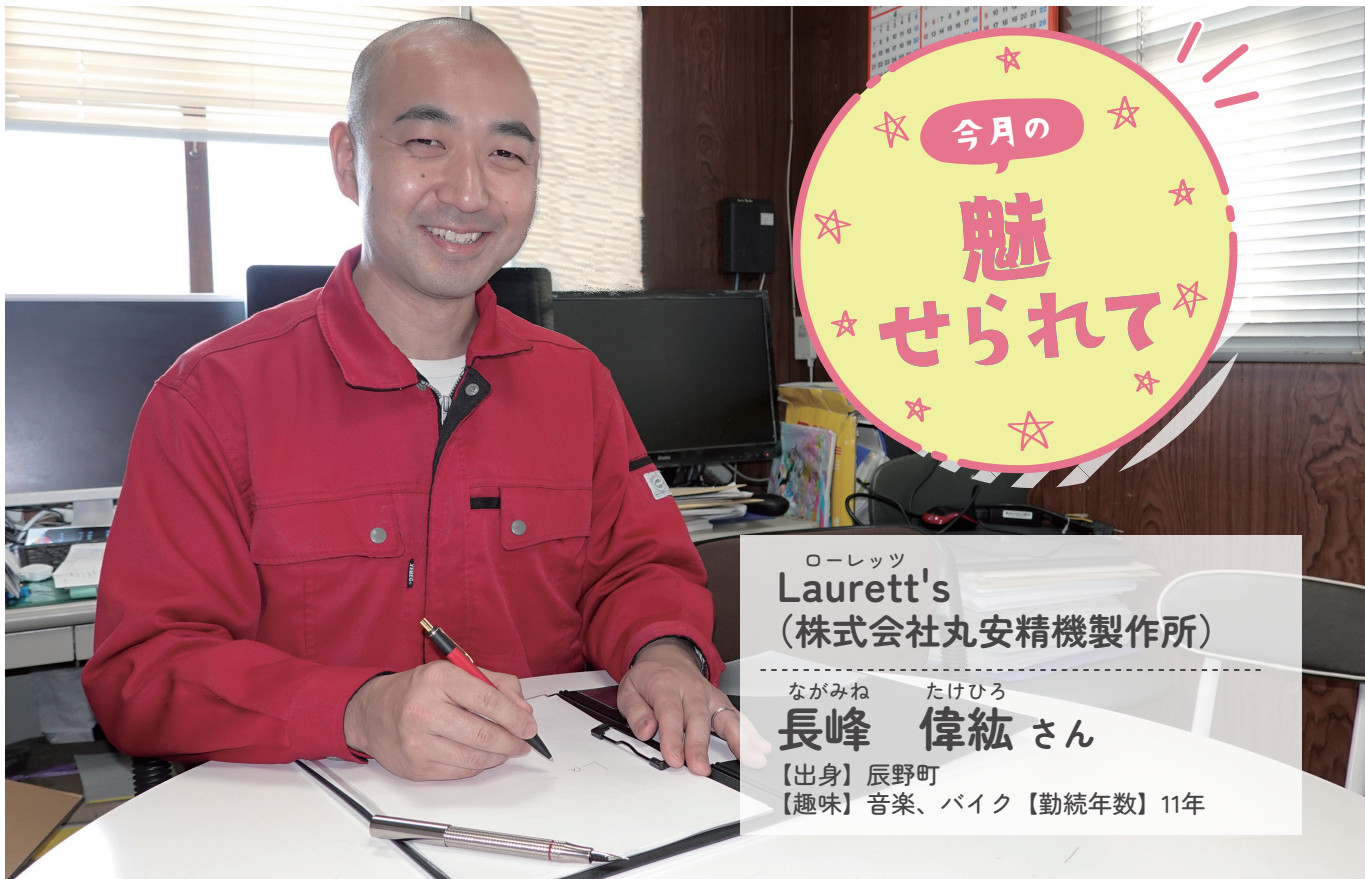 今月の
魅
せられて
ローレッツ
Laurett's
（株式会社丸安精機製作所）
ながみね　たけひろ
長峰　偉紘 さん
【出身】辰野町
【趣味】音楽、バイク【勤続年数】11年